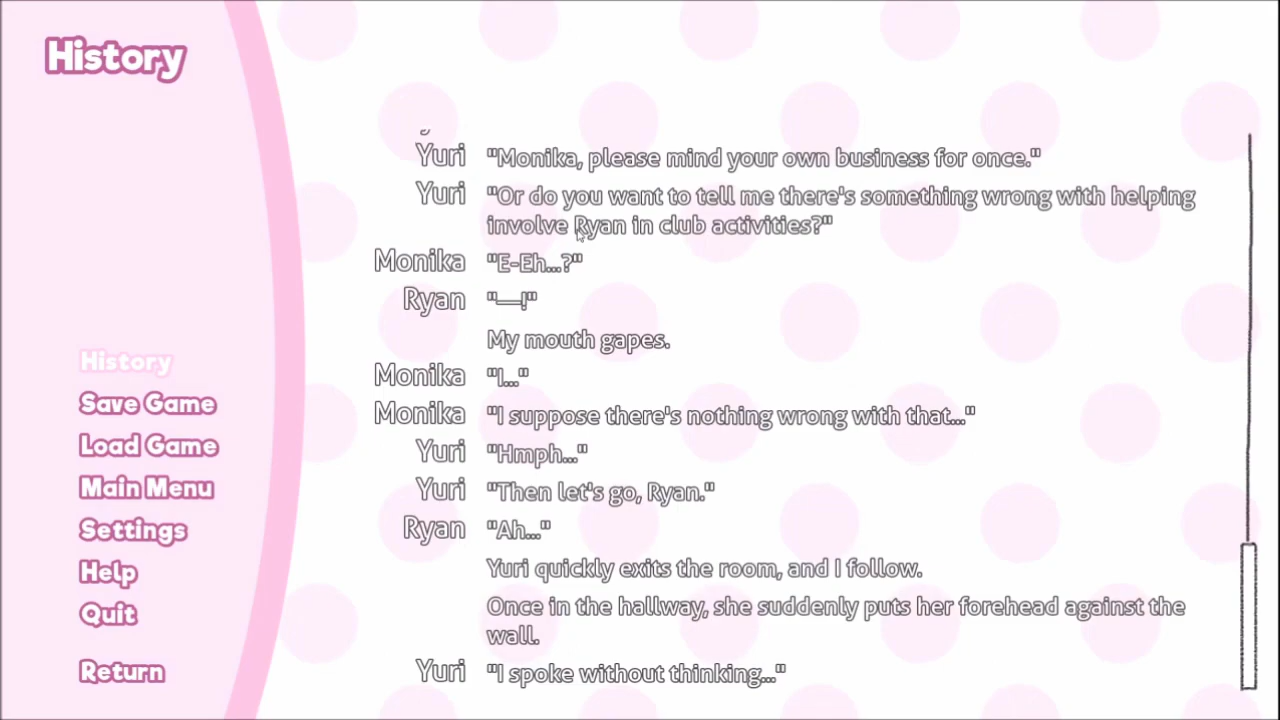 History
Yuri "Monika, please mind your own business for once."
Yuri "Or do you want to tell me there's something wrong with helping
involve Ryan in club activities?"
Monika "E-Eh...?"
Ryan "—!"
My mouth gapes.
Monika "I..."
Monika "I suppose there's nothing wrong with that..."
Yuri "Hmph..."
Yuri "Then let's go, Ryan."
Ryan "Ah..."
Yuri quickly exits the room, and I follow.
Once in the hallway, she suddenly puts her forehead against the
wall.
Yuri "I spoke without thinking..."
History
Save Game
Load Game
Main Menu
Settings
Help
Quit
Return